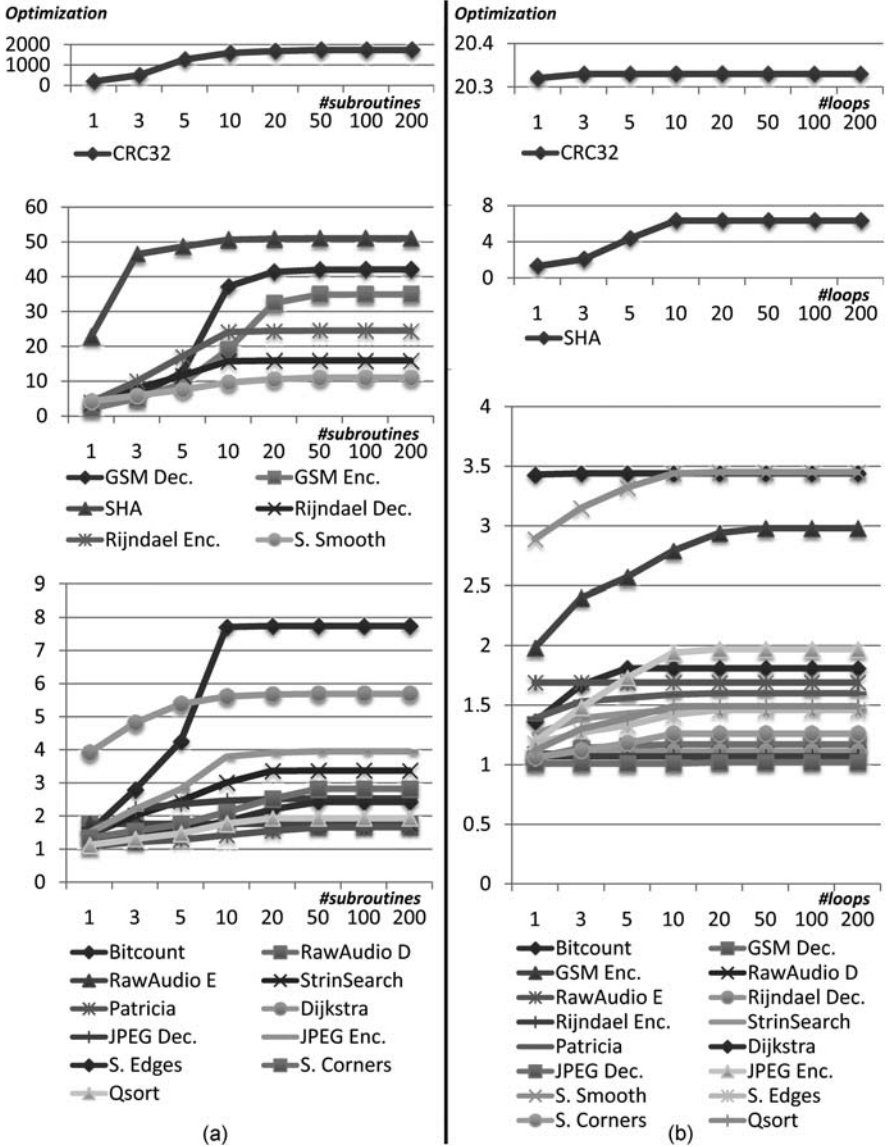 Optimization
2000
1000
0
#subroutines
1 3 5 10 20 50 100 200
CRC32
60
50
40
30
20
10
0
#subroutines
1 3 5 10 20 50 100 200
GSM Dec. GSM Enc.
SHA Rijndael Dec.
Rijndael Enc. S. Smooth
9
8
7
6
5
4
3
2
1
0
#subroutines
1 3 5 10 20 50 100 200
Bitcount RawAudio D
RawAudio E StrinSearch
Patricia Dijkstra
JPEG Dec. JPEG Enc.
S. Edges S. Corners
Qsort
(a)
Optimization
20.4
20.3
#loops
1 3 5 10 20 50 100 200
CRC32
8
4
0
#loops
1 3 5 10 20 50 100 200
SHA
4
3.5
3
2.5
2
1.5
1
0.5
0
#loops
1 3 5 10 20 50 100 200
Bitcount GSM Dec.
GSM Enc. RawAudio D
RawAudio E Rijndael Dec.
Rijndael Enc. StrinSearch
Patricia Dijkstra
JPEG Dec. JPEG Enc.
S. Smooth S. Edges
S. Corners Qsort
(b)